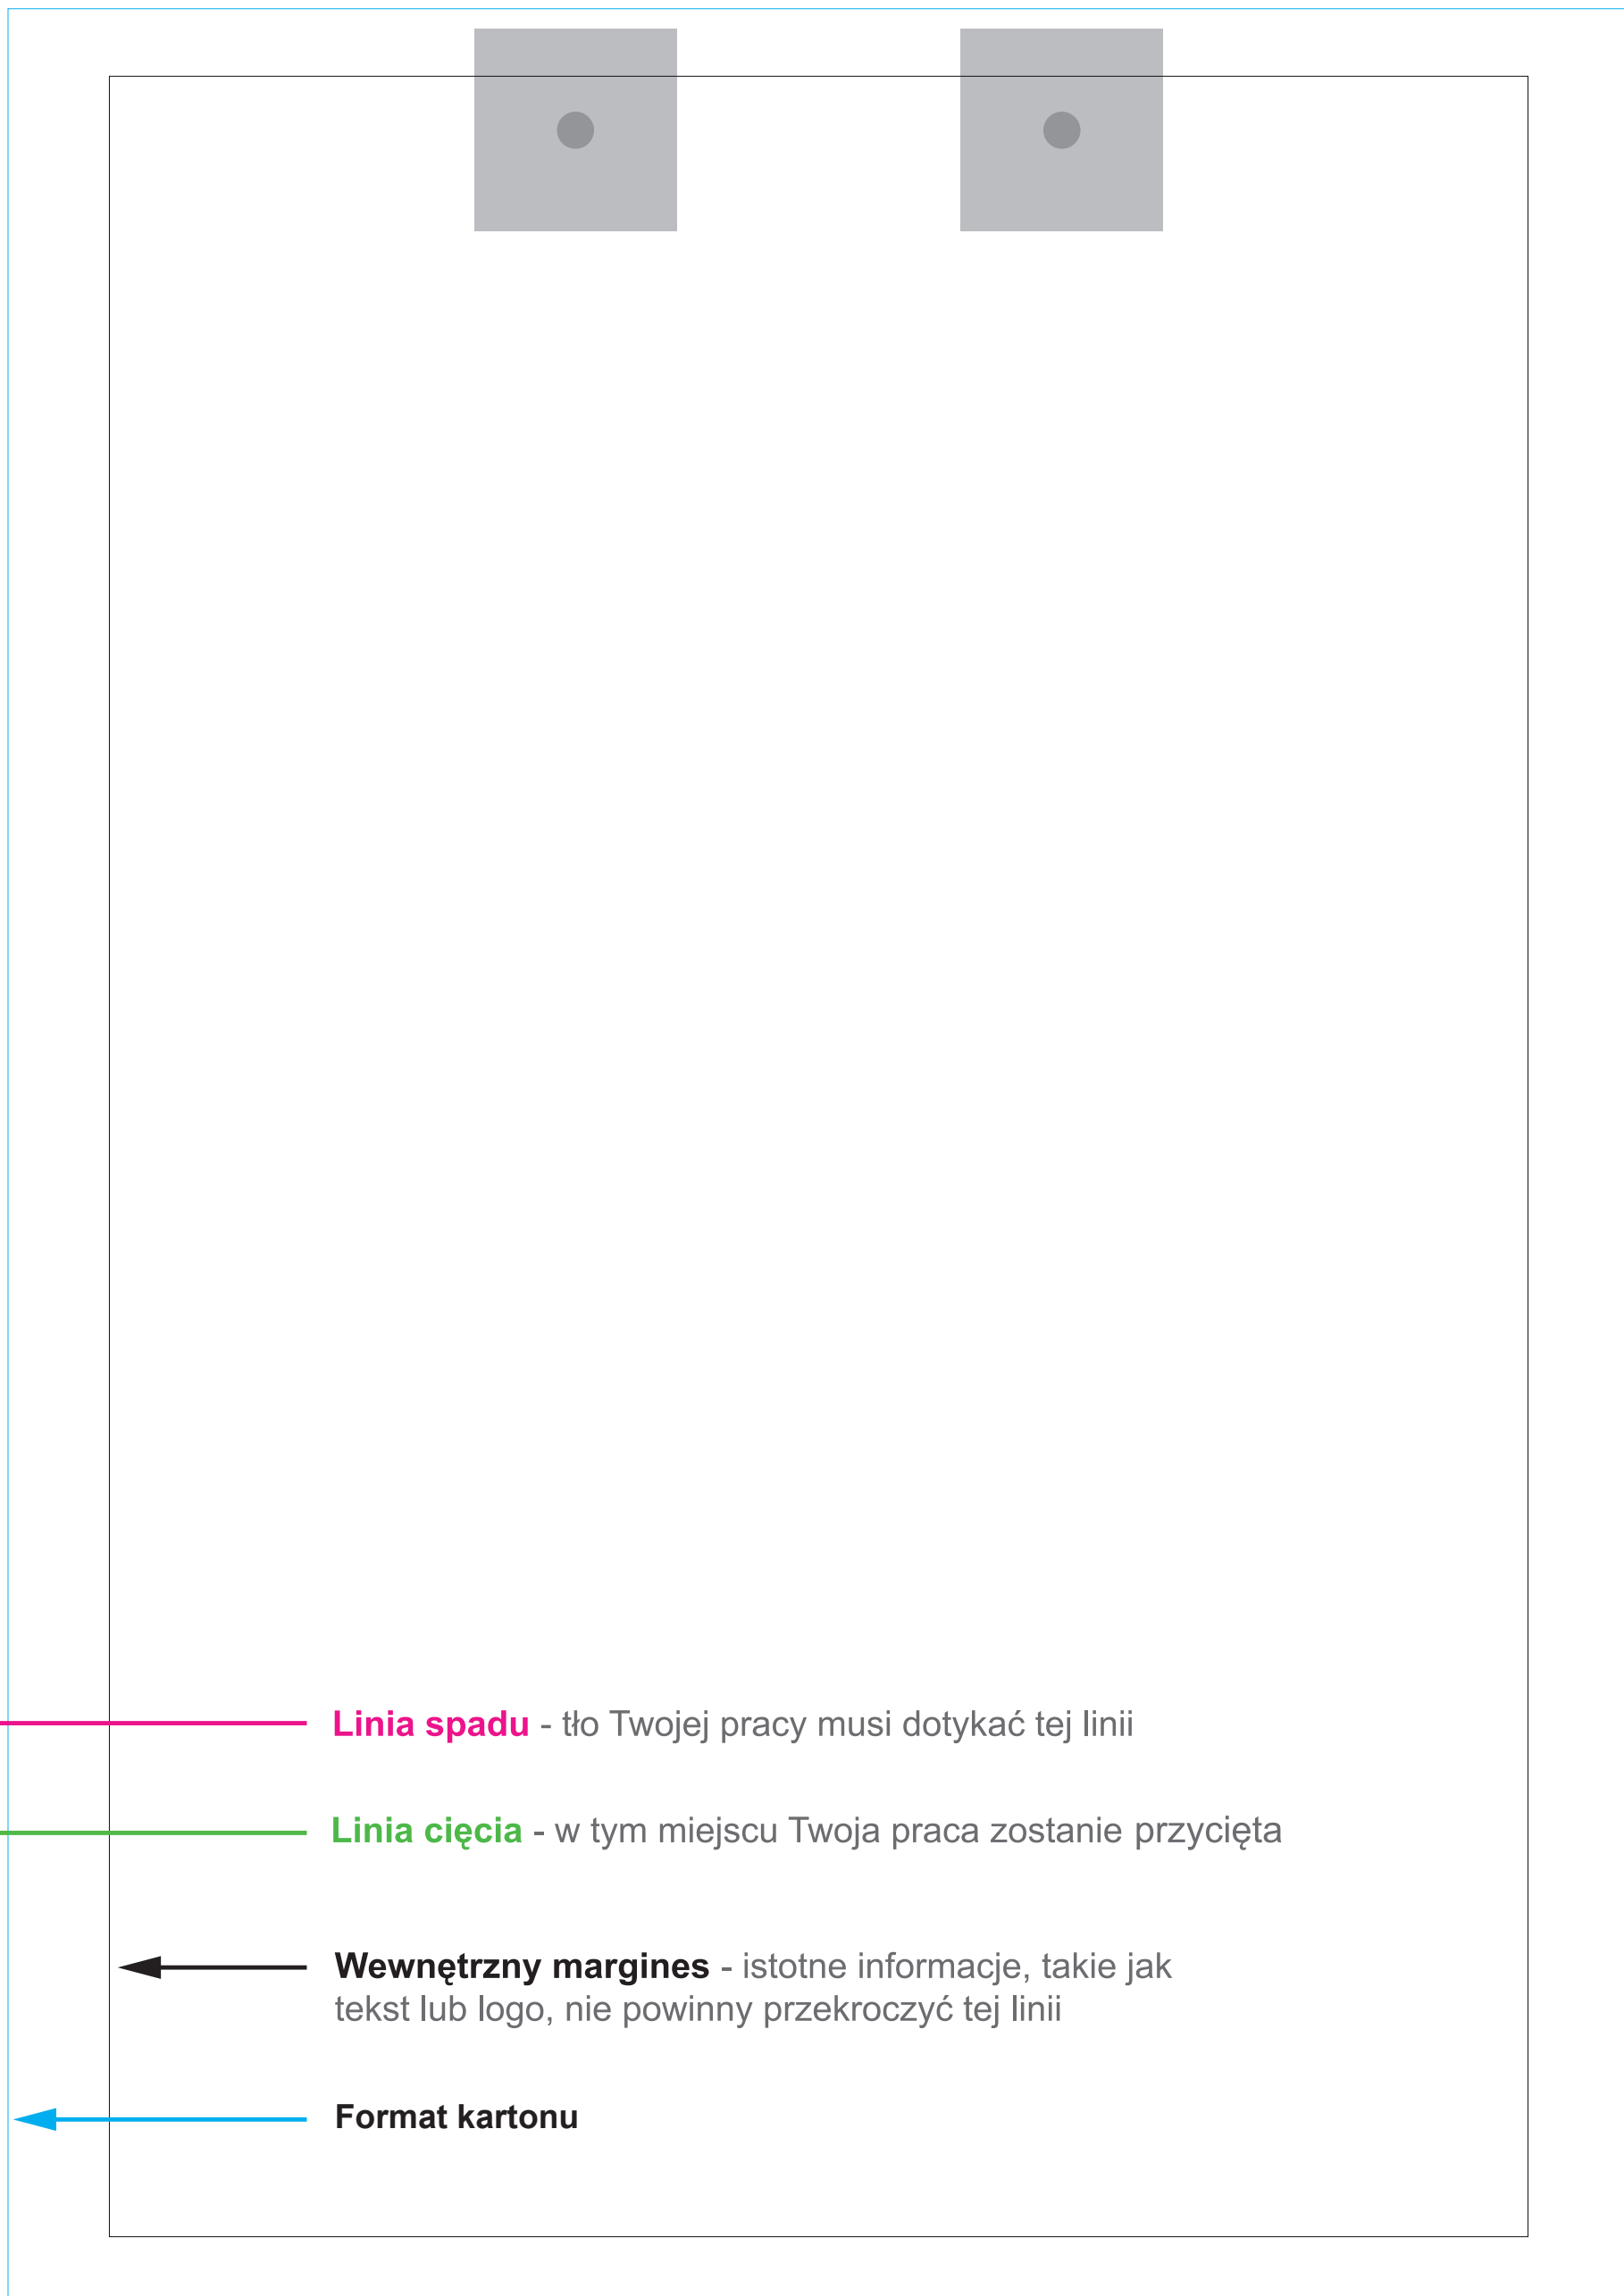 Linia spadu - tło Twojej pracy musi dotykać tej linii
Linia cięcia - w tym miejscu Twoja praca zostanie przycięta
Wewnętrzny margines - istotne informacje, takie jak
tekst lub logo, nie powinny przekroczyć tej linii
Format kartonu